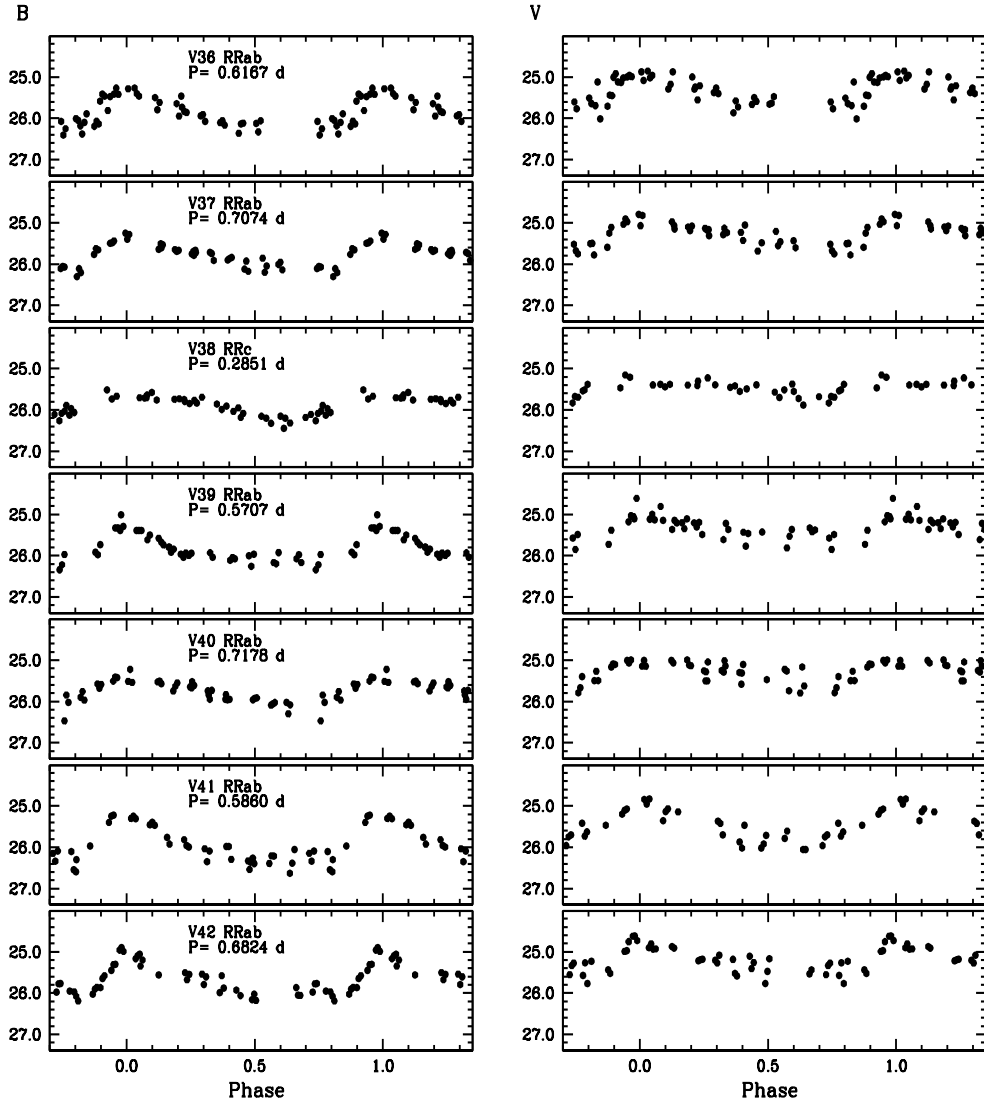 B V
V36 RRab
P= 0.6167 d
25.0 25.0
26.0 26.0
27.0 27.0
V37 RRab
P= 0.7074 d
25.0 25.0
26.0 26.0
27.0 27.0
V38 RRc
P= 0.2851 d
25.0 25.0
26.0 26.0
27.0 27.0
V39 RRab
P= 0.5707 d
25.0 25.0
26.0 26.0
27.0 27.0
V40 RRab
P= 0.7178 d
25.0 25.0
26.0 26.0
27.0 27.0
V41 RRab
P= 0.5860 d
25.0 25.0
26.0 26.0
27.0 27.0
V42 RRab
P= 0.6824 d
25.0 25.0
26.0 26.0
27.0 27.0
0.0 0.5 1.0 0.0 0.5 1.0
Phase Phase